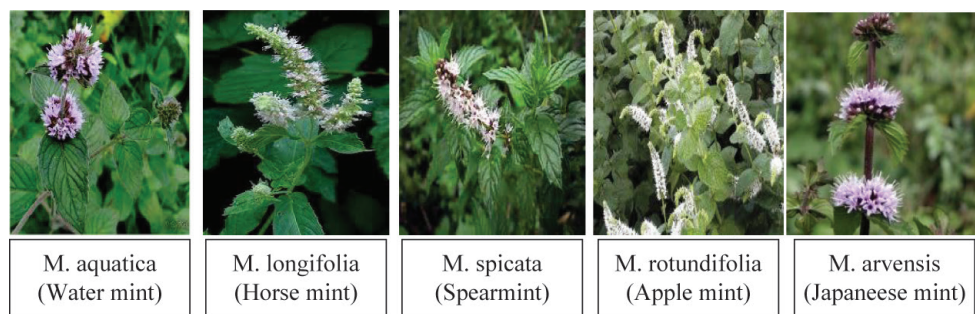 M. aquatica
(Water mint)
M. longifolia
(Horse mint)
M. spicata
(Spearmint)
M. rotundifolia
(Apple mint)
M. arvensis
(Japaneese mint)